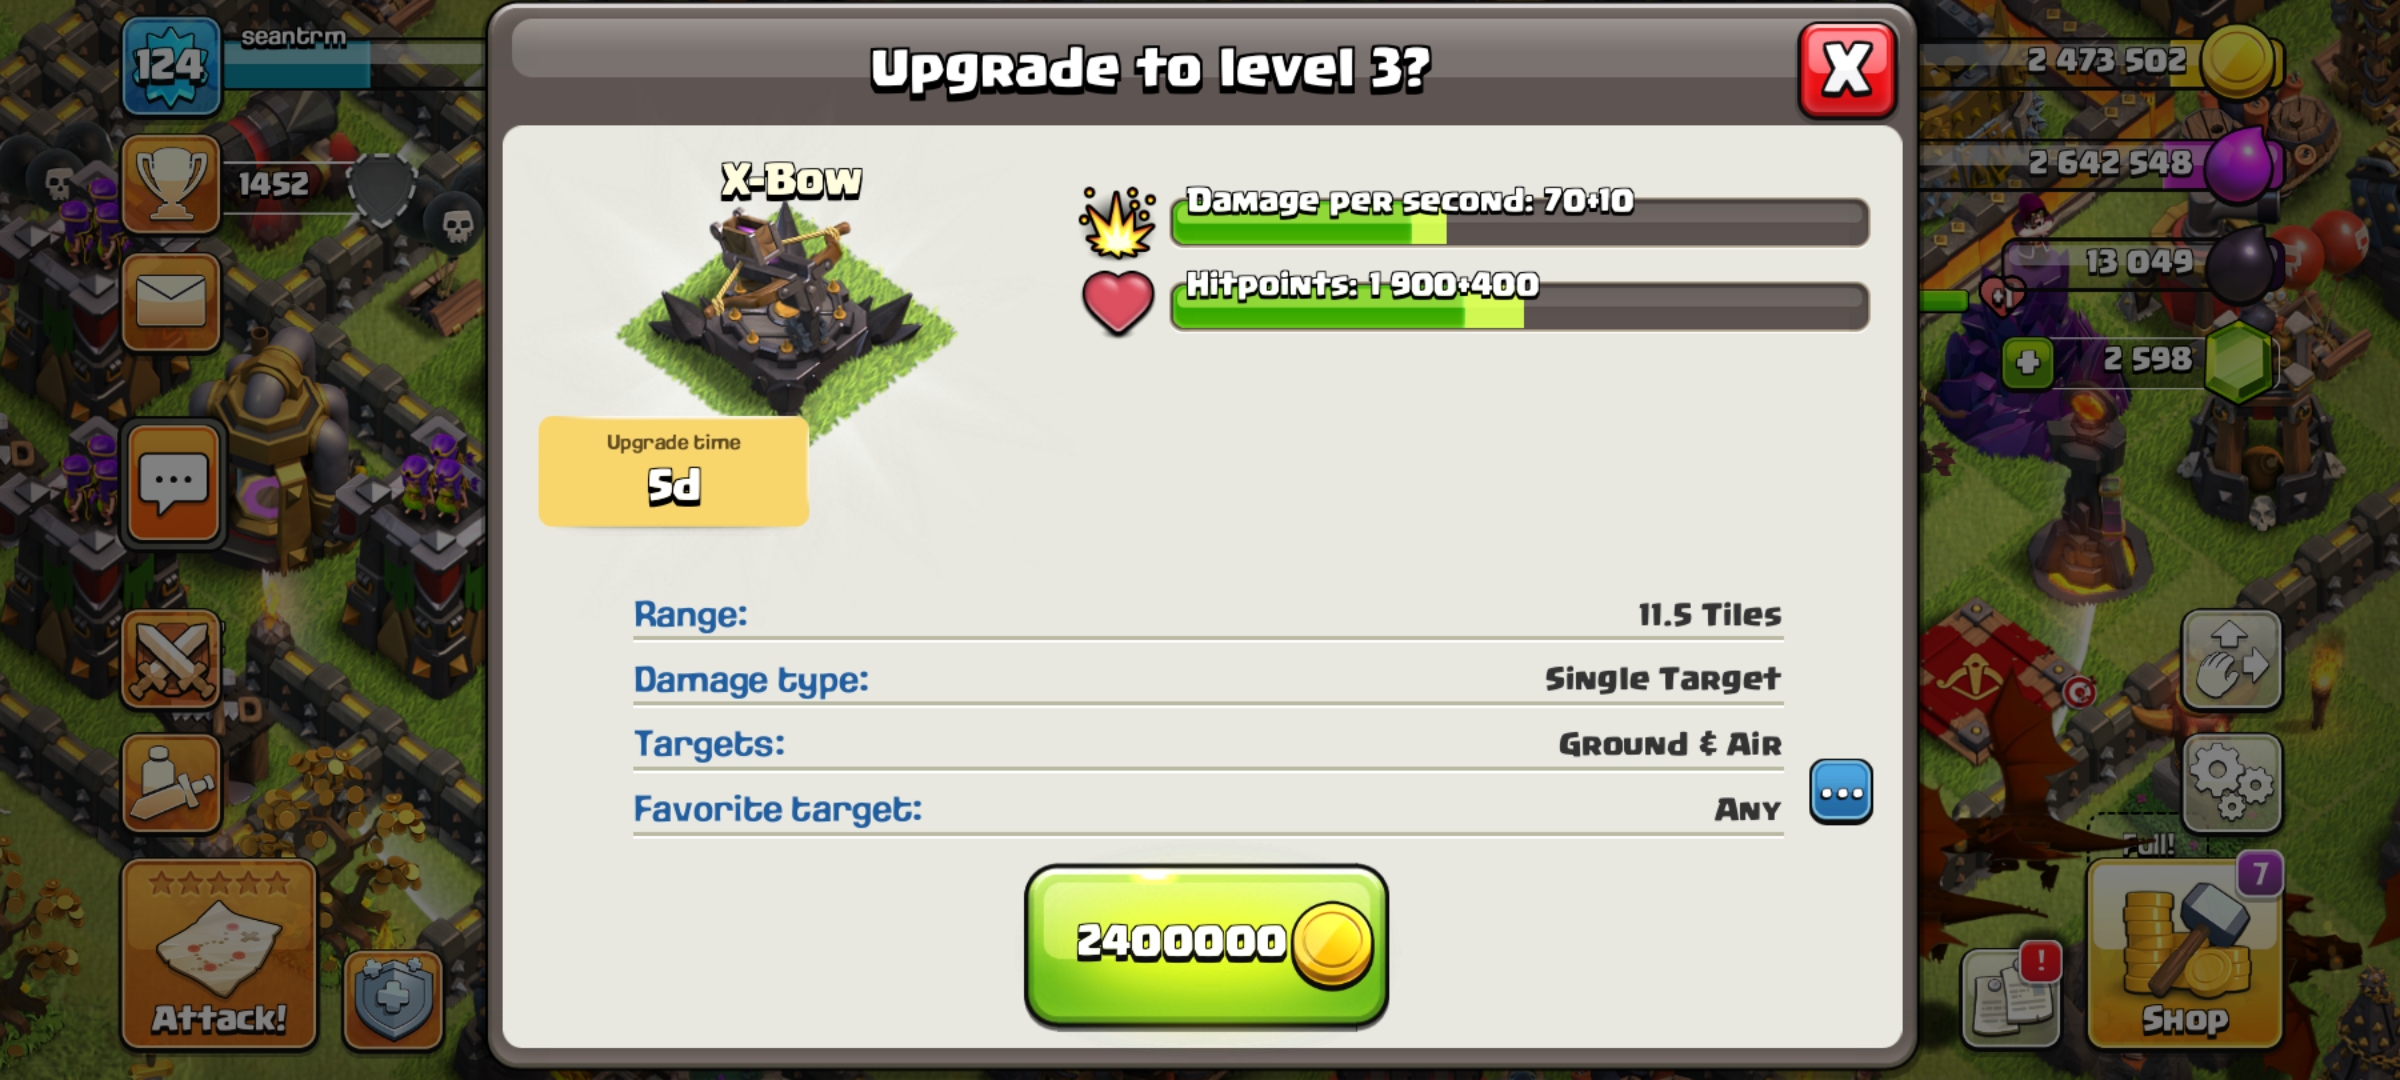 124
seantrm
1452
Attack!
Upgrade to level 3?
X
X-Bow
Damage per second: 70+10
Hitpoints: 1 900+400
Upgrade time
5d
Range: 11.5 Tiles
Damage type: Single Target
Targets: Ground & Air
Favorite target: Any
2400000
2 473 502
2 642 548
13 049
+1
2 598
Full!
7
!
Shop